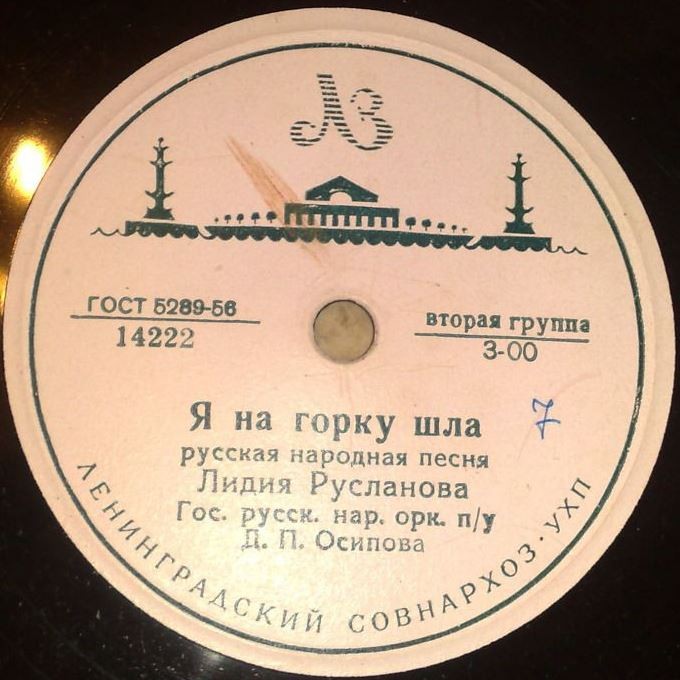 ЛЗ
ГОСТ 5289-56
14222
вторая группа
3-00
Я на горку шла
7
русская народная песня
Лидия Русланова
Гос. русск. нар. орк. п/у
Д. П. Осипова
ЛЕНИНГРАДСКИЙ СОВНАРХОЗ · УХП